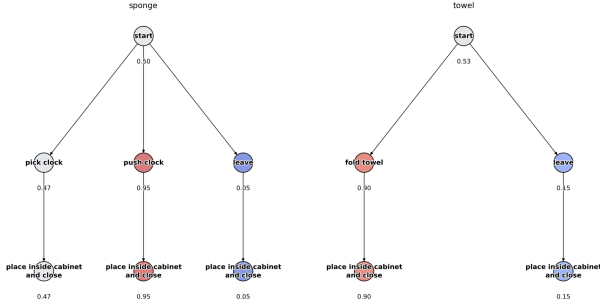 sponge
towel
start
start
0.50
0.53
pick clock
push clock
leave
fold towel
leave
0.47
0.95
0.05
0.90
0.15
place inside cabinet
and close
place inside cabinet
and close
place inside cabinet
and close
place inside cabinet
and close
place inside cabinet
and close
0.47
0.95
0.05
0.90
0.15